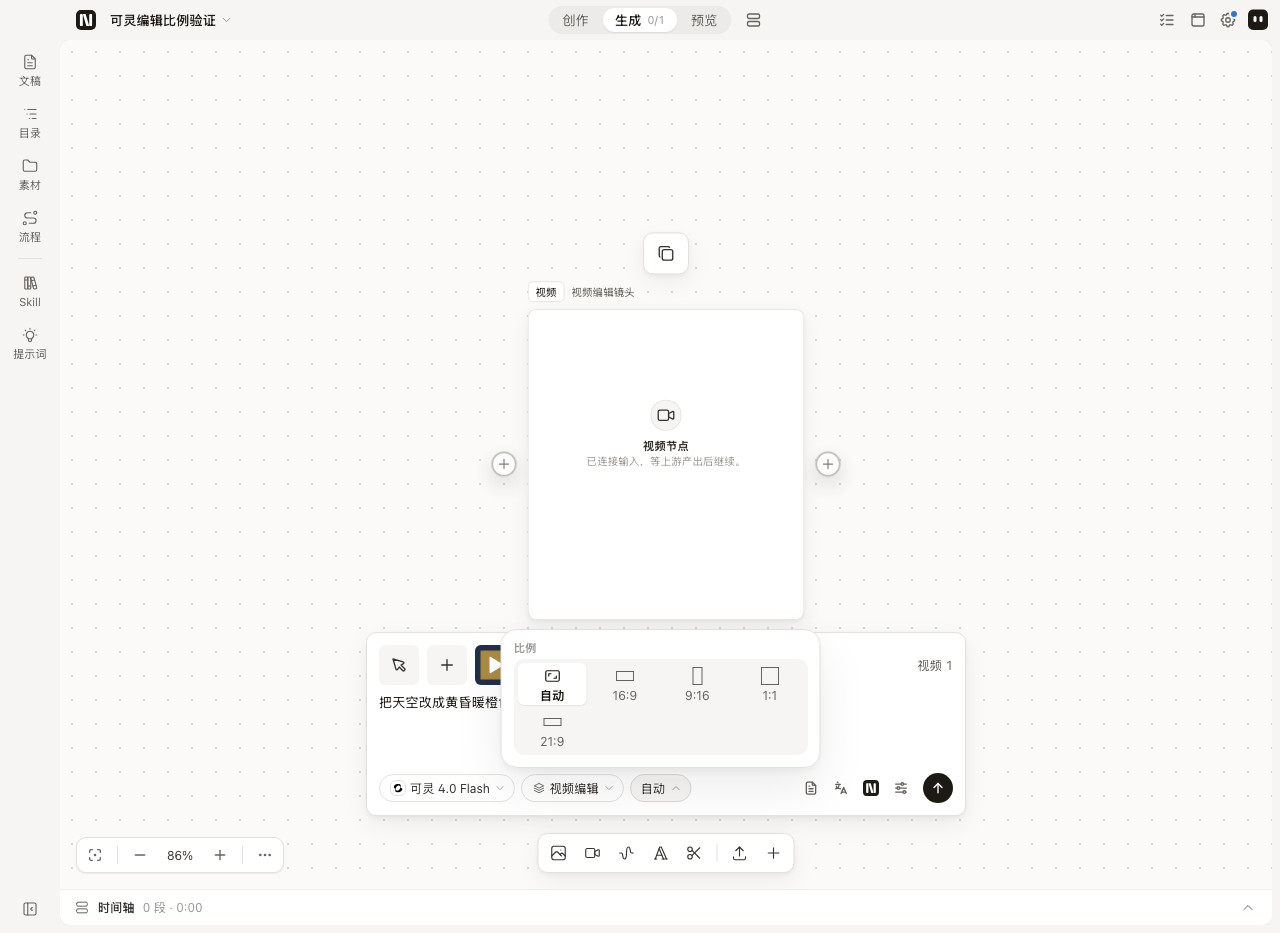 可灵编辑比例验证
创作 生成 0/1 预览
文稿
目录
素材
流程
Skill
提示词
视频 视频编辑镜头
视频节点
已连接输入，等上游产出后继续。
比例
自动 16:9 9:16 1:1
21:9
视频 1
把天空改成黄昏暖橙
可灵 4.0 Flash 视频编辑 自动
86%
时间轴 0 段 · 0:00